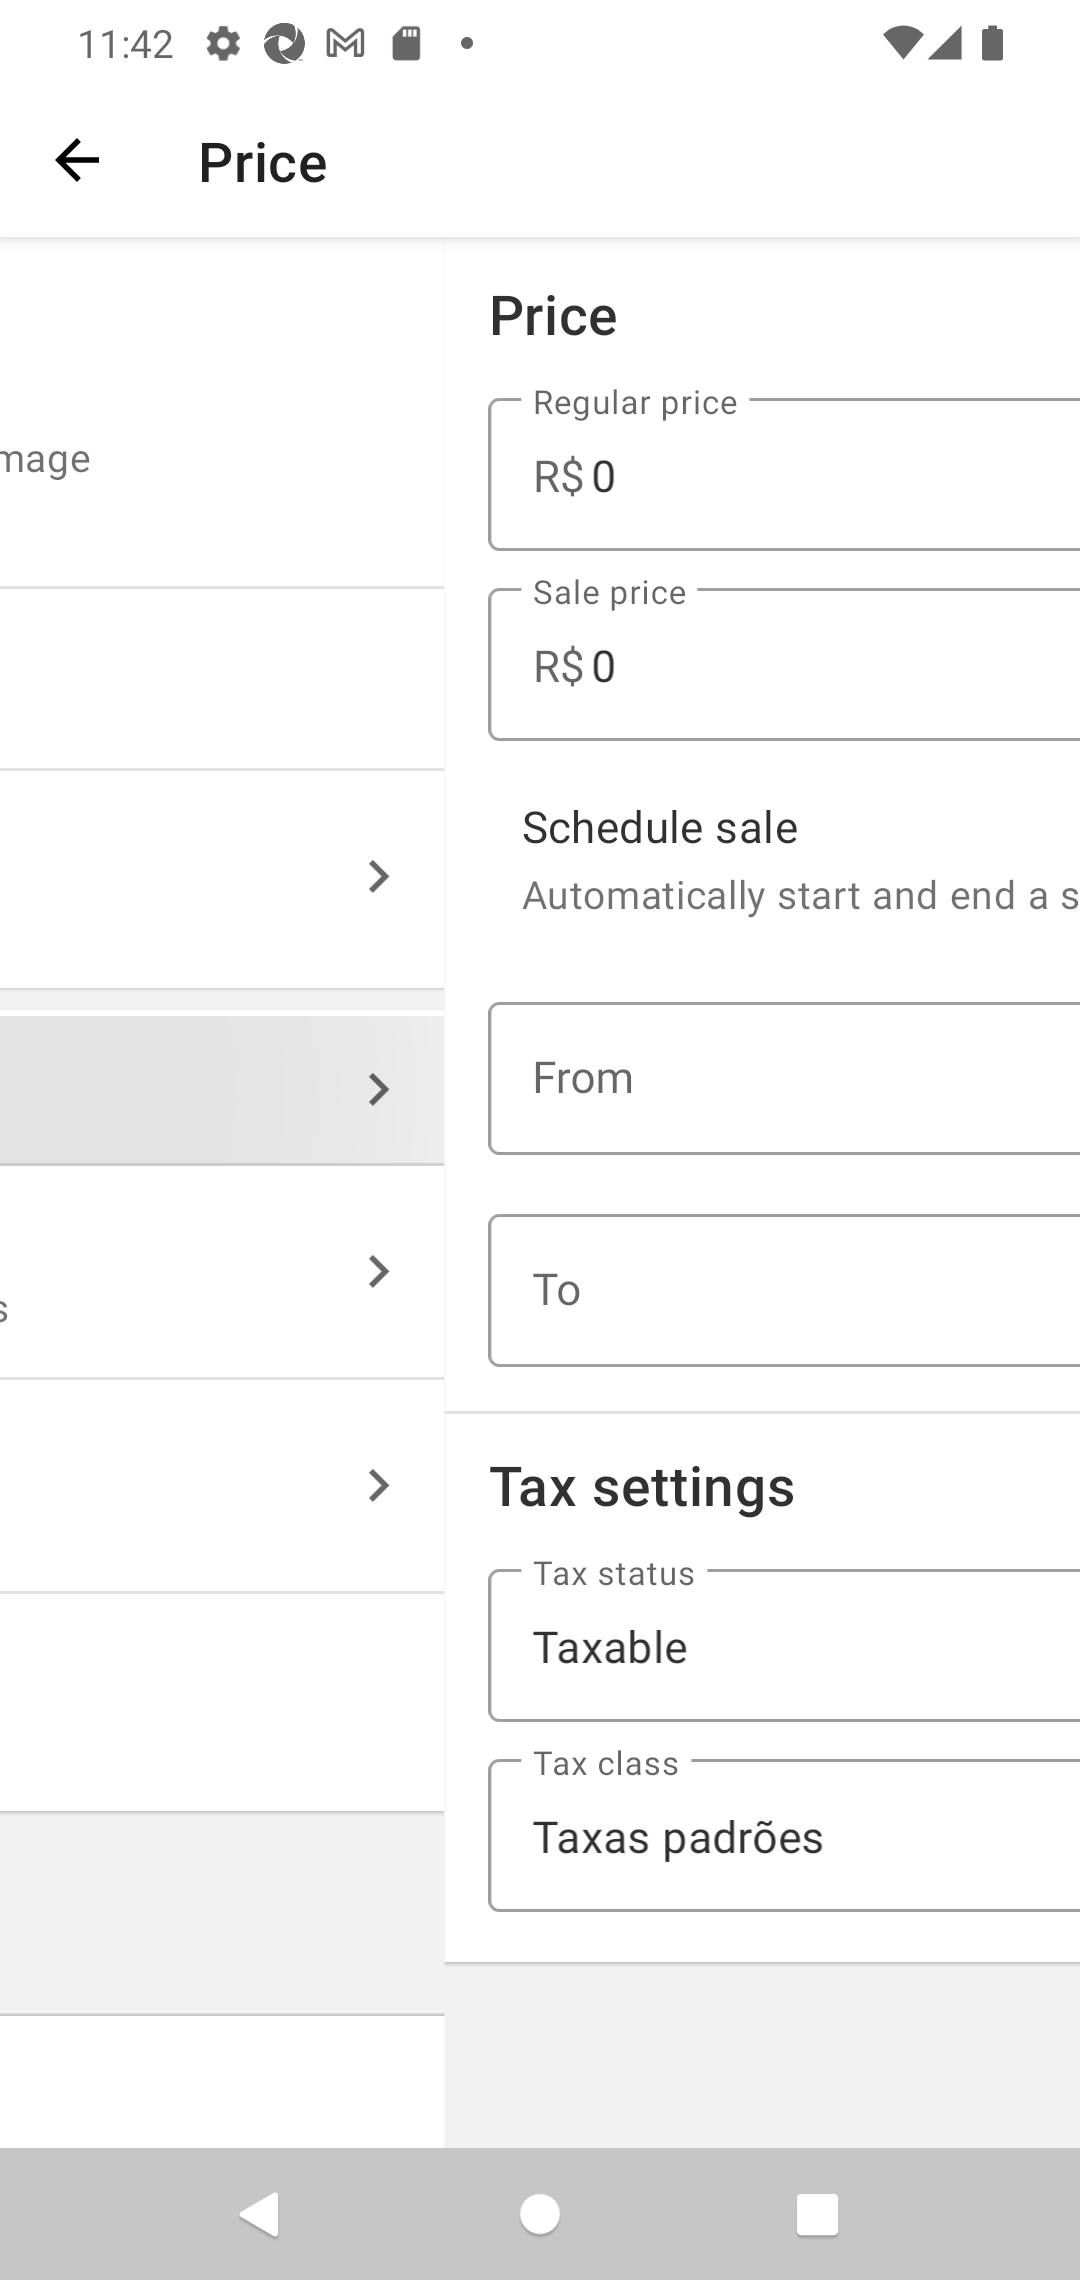 11:42
Price
mage
s
Price
Regular price
R$ 0
Sale price
R$ 0
Schedule sale
Automatically start and end a s
From
To
Tax settings
Tax status
Taxable
Tax class
Taxas padrões